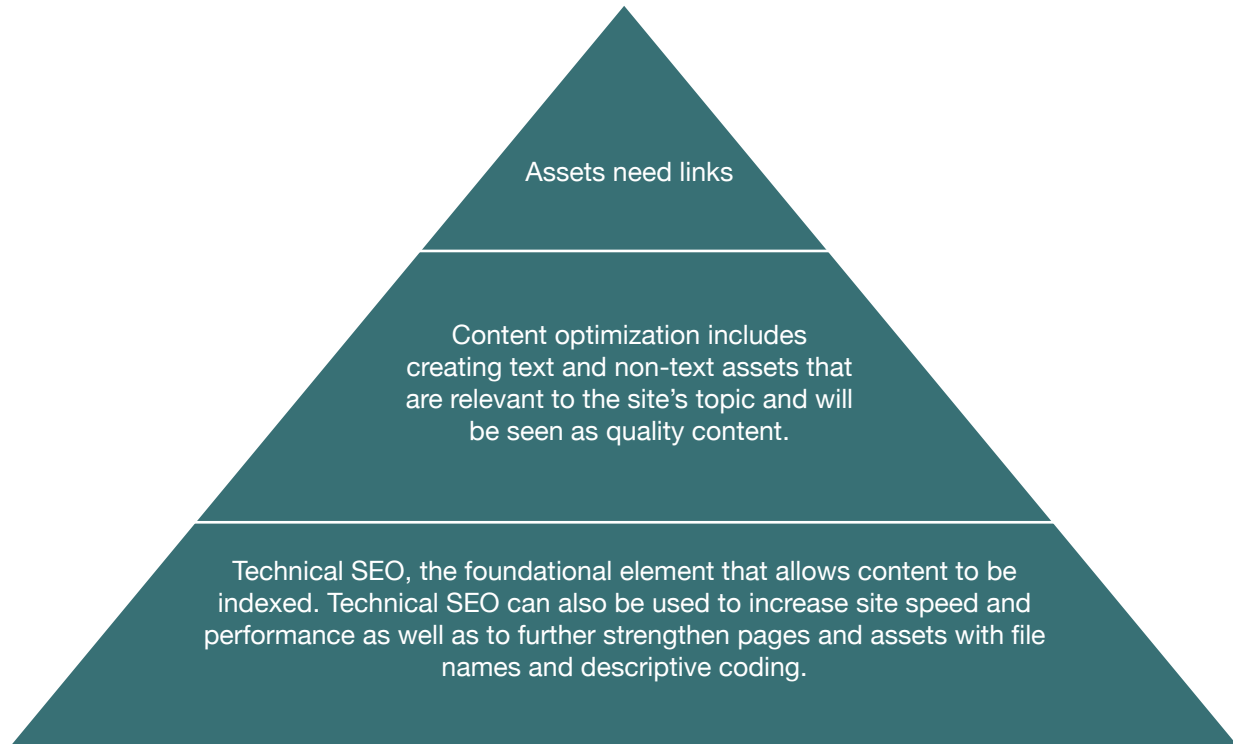 Assets need links
Content optimization includes
creating text and non-text assets that
are relevant to the site’s topic and will
be seen as quality content.
Technical SEO, the foundational element that allows content to be
indexed. Technical SEO can also be used to increase site speed and
performance as well as to further strengthen pages and assets with file
names and descriptive coding.